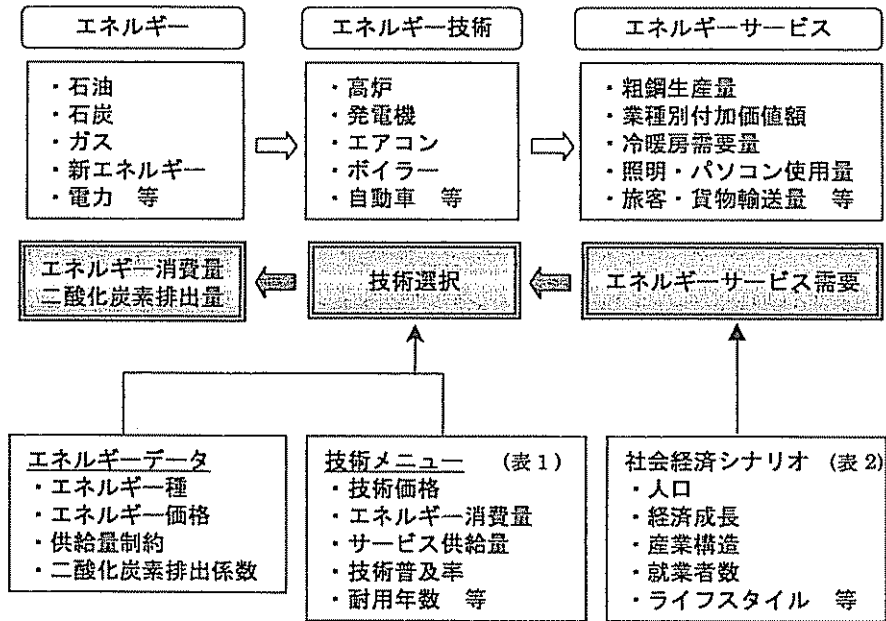 エネルギー
エネルギー技術
エネルギーサービス
・石油
・石炭
・ガス
・新エネルギー
・電力 等
・高炉
・発電機
・エアコン
・ボイラー
・自動車 等
・粗鋼生産量
・業種別付加価値額
・冷暖房需要量
・照明・パソコン使用量
・旅客・貨物輸送量 等
エネルギー消費量
二酸化炭素排出量
技術選択
エネルギーサービス需要
エネルギーデータ
・エネルギー種
・エネルギー価格
・供給量制約
・二酸化炭素排出係数
技術メニュー (表1)
・技術価格
・エネルギー消費量
・サービス供給量
・技術普及率
・耐用年数 等
社会経済シナリオ (表2)
・人口
・経済成長
・産業構造
・就業者数
・ライフスタイル 等